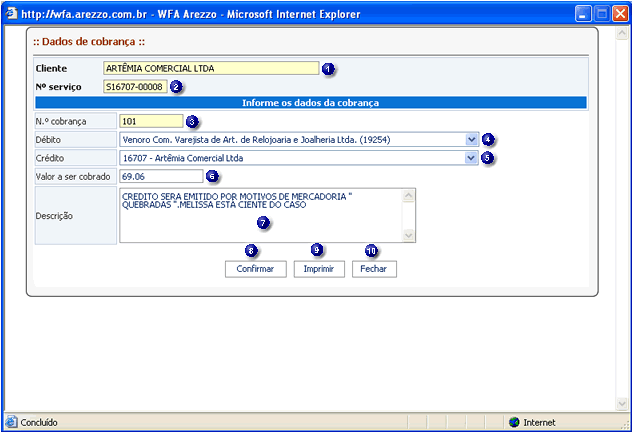 http://wfa.arezzo.com.br - WFA Arezzo - Microsoft Internet Explorer
:: Dados de cobrança ::
Cliente ARTÊMIA COMERCIAL LTDA 1
Nº serviço S16707-00008 2
Informe os dados da cobrança
N.º cobrança 101 3
Débito Venoro Com. Varejista de Art. de Relojoaria e Joalheria Ltda. (19254) 4
Crédito 16707 - Artêmia Comercial Ltda 5
Valor a ser cobrado 69.06 6
Descrição CREDITO SERA EMITIDO POR MOTIVOS DE MERCADORIA "
QUEBRADAS ".MELISSA ESTA CIENTE DO CASO
7
8 9 10
Confirmar Imprimir Fechar
Concluído Internet